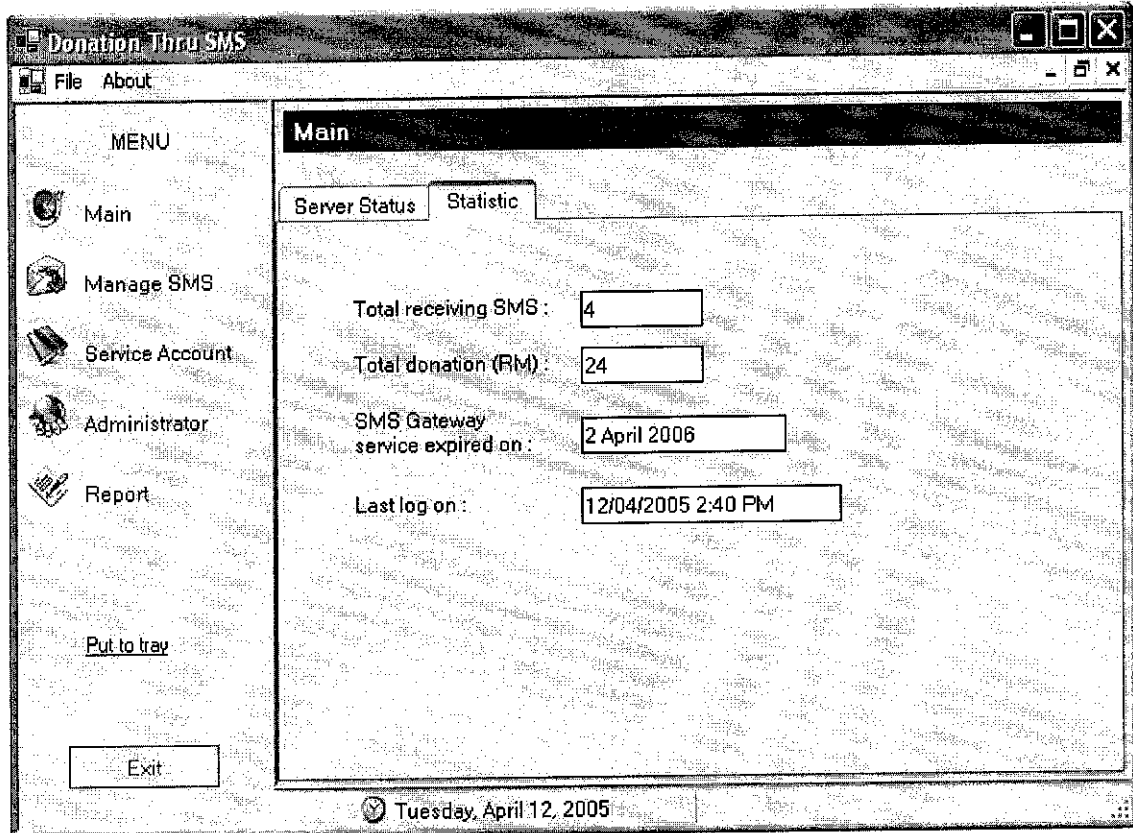 Donation Thru SMS
File About
MENU
Main
Manage SMS
Service Account
Administrator
Report
Put to tray
Exit
Main
Server Status Statistic
Total receiving SMS : 4
Total donation (RM) : 24
SMS Gateway
service expired on : 2 April 2006
Last log on : 12/04/2005 2:40 PM
Tuesday, April 12, 2005